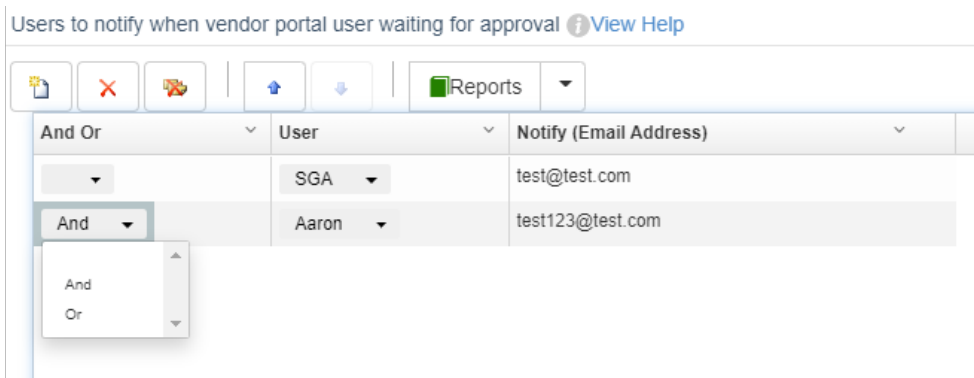 Users to notify when vendor portal user waiting for approval i View Help
Reports
And Or User Notify (Email Address)
SGA test@test.com
And Aaron test123@test.com
And
Or